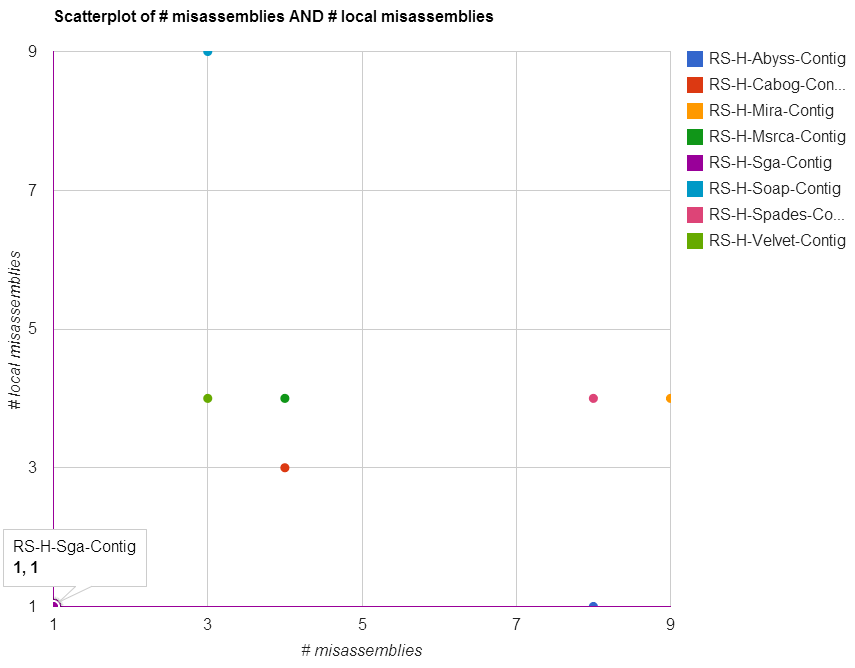 Scatterplot of # misassemblies AND # local misassemblies
9
7
5
3
1
# local misassemblies
1
3
5
7
9
# misassemblies
RS-H-Sga-Contig
1, 1
RS-H-Abyss-Contig
RS-H-Cabog-Con...
RS-H-Mira-Contig
RS-H-Msrca-Contig
RS-H-Sga-Contig
RS-H-Soap-Contig
RS-H-Spades-Co...
RS-H-Velvet-Contig